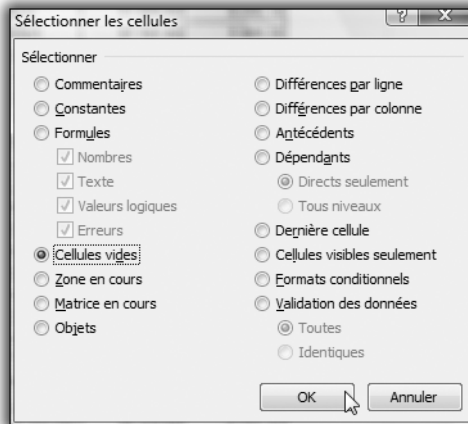 Sélectionner les cellules
Sélectionner
Commentaires
Constantes
Formules
Nombres
Texte
Valeurs logiques
Erreurs
Cellules vides
Zone en cours
Matrice en cours
Objets
Différences par ligne
Différences par colonne
Antécédents
Dépendants
Directs seulement
Tous niveaux
Dernière cellule
Cellules visibles seulement
Formats conditionnels
Validation des données
Toutes
Identiques
OK
Annuler